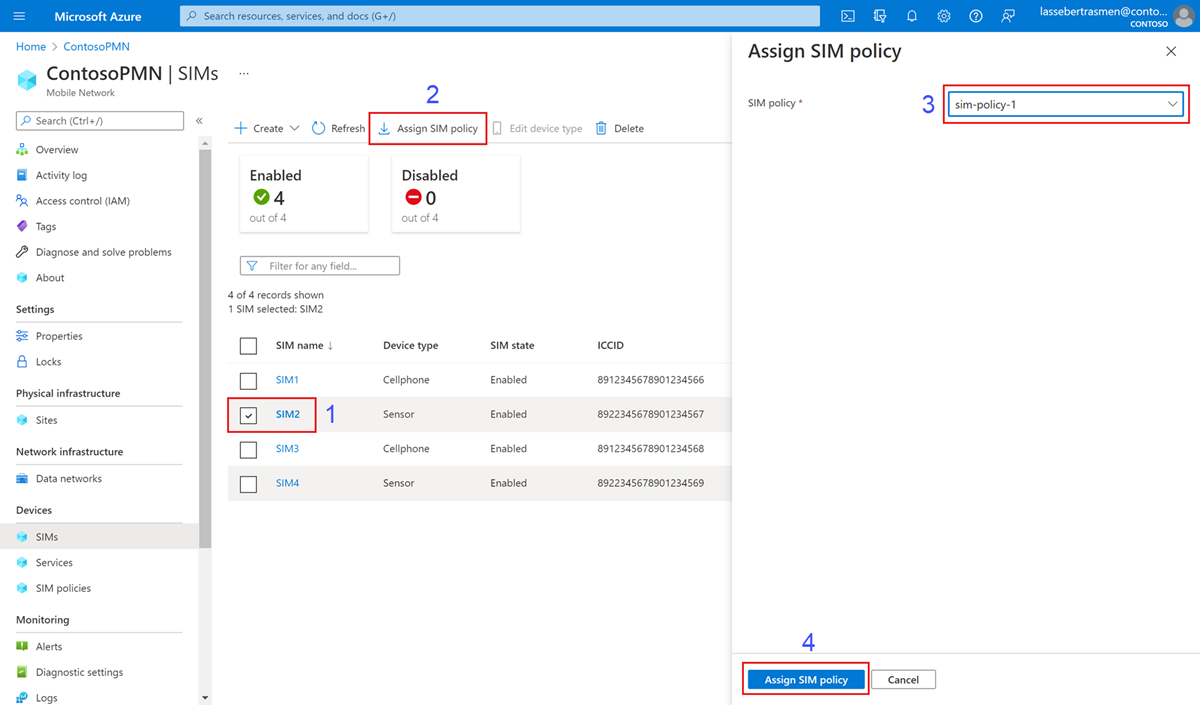 Microsoft Azure
Search resources, services, and docs (G+/)
lassebertrasmen@conto...
CONTOSO
Home > ContosoPMN
ContosoPMN | SIMs ...
Mobile Network
Search (Ctrl+/)
«
Overview
Activity log
Access control (IAM)
Tags
Diagnose and solve problems
About
Settings
Properties
Locks
Physical infrastructure
Sites
Network infrastructure
Data networks
Devices
SIMs
Services
SIM policies
Monitoring
Alerts
Diagnostic settings
Logs
2
Create Refresh Assign SIM policy Edit device type Delete
Enabled
4
out of 4
Disabled
0
out of 4
Filter for any field...
4 of 4 records shown
1 SIM selected: SIM2
SIM name ↓ Device type SIM state ICCID
SIM1 Cellphone Enabled 8912345678901234566
SIM2 1 Sensor Enabled 8922345678901234567
SIM3 Cellphone Enabled 8912345678901234568
SIM4 Sensor Enabled 8922345678901234569
Assign SIM policy
SIM policy * 3 sim-policy-1
4
Assign SIM policy Cancel